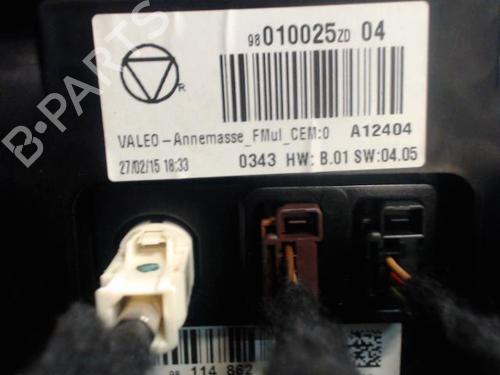 98 010025ZD 04
R
VALEO-Annemasse_FMul_CEM:0 A12404
27/02/15 18:33 0343 HW: B.01 SW:04.05
B-PARTS
98 114 862